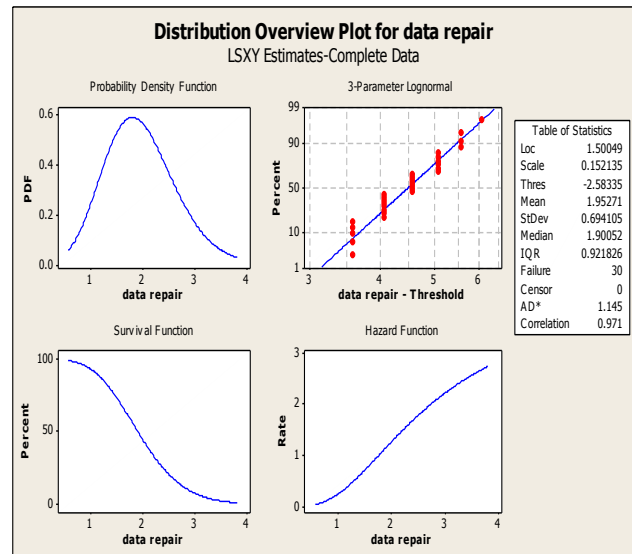 Distribution Overview Plot for data repair
LSXY Estimates-Complete Data
Probability Density Function
0.6
0.4
0.2
0.0
PDF
1 2 3 4
data repair
3-Parameter Lognormal
99
90
50
10
1
Percent
3 4 5 6
data repair - Threshold
Survival Function
100
50
0
Percent
1 2 3 4
data repair
Hazard Function
3
2
1
0
Rate
1 2 3 4
data repair
Table of Statistics
Loc 1.50049
Scale 0.152135
Thres -2.58335
Mean 1.95271
StDev 0.694105
Median 1.90052
IQR 0.921826
Failure 30
Censor 0
AD* 1.145
Correlation 0.971